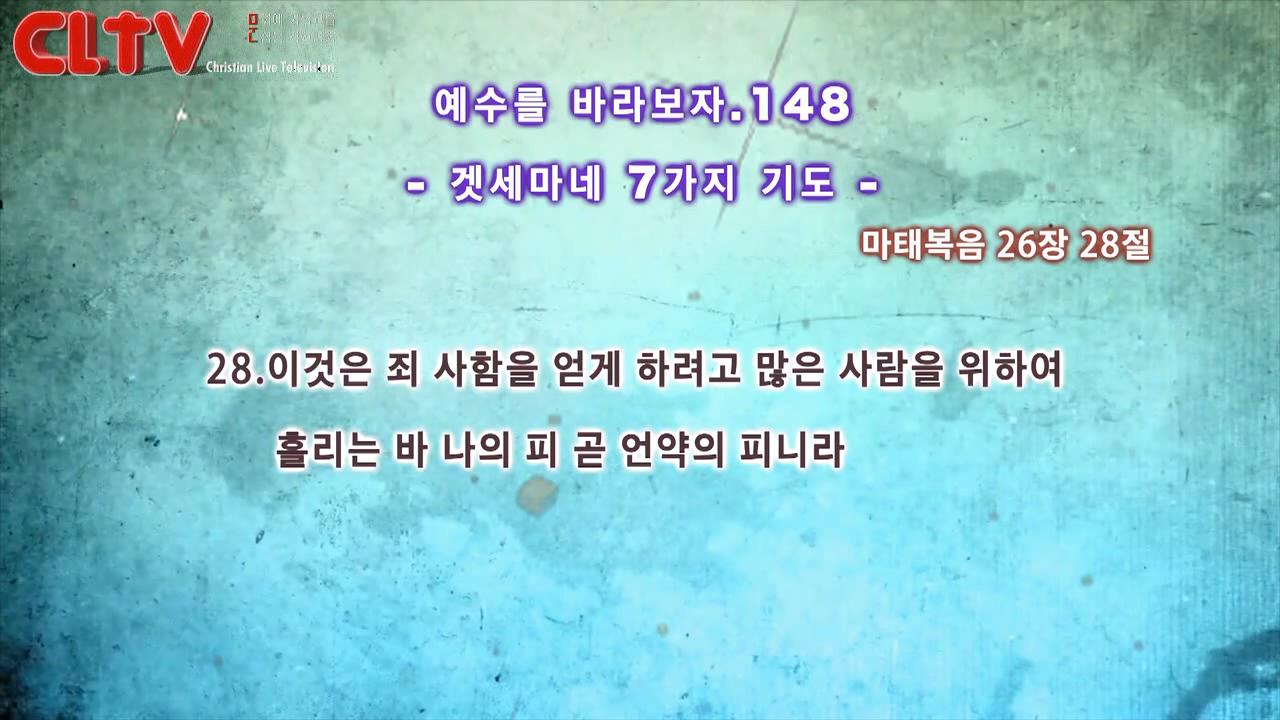 CLTV
Christian Live Television
예수를 바라보자.148
- 겟세마네 7가지 기도 -
마태복음 26장 28절
28.이것은 죄 사함을 얻게 하려고 많은 사람을 위하여
흘리는 바 나의 피 곧 언약의 피니라